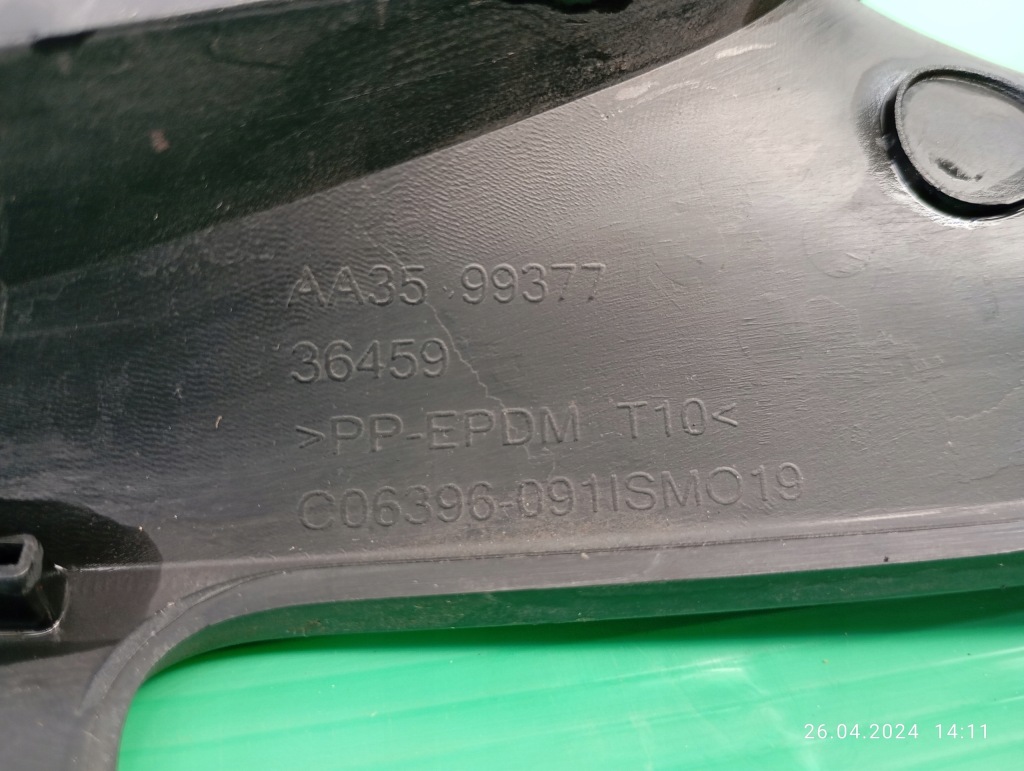 AA35 99377
36459
>PP-EPDM T10<
C06396-091ISMO19
26.04.2024 14:11